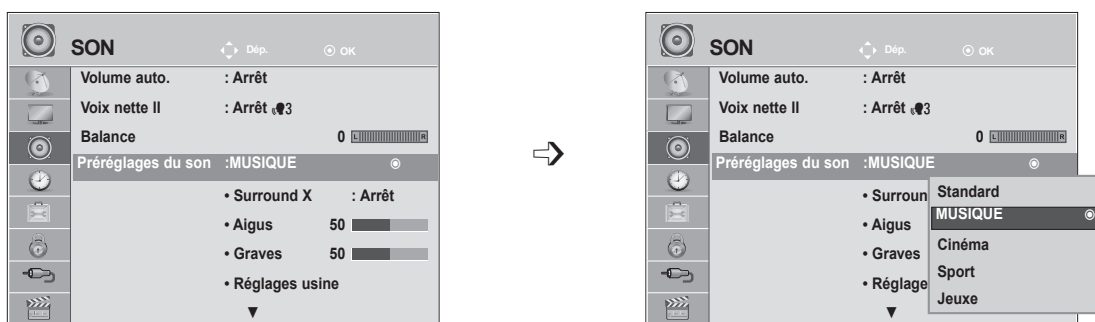 SON Dép. OK
Volume auto. : Arrêt
Voix nette II : Arrêt 3
Balance 0 L R
Préréglages du son :MUSIQUE
• Surround X : Arrêt
• Aigus 50
• Graves 50
• Réglages usine
▼
SON Dép. OK
Volume auto. : Arrêt
Voix nette II : Arrêt 3
Balance 0 L R
Préréglages du son :MUSIQUE
• Surroun
• Aigus
• Graves
• Réglage
▼
Standard
MUSIQUE
Cinéma
Sport
Jeuxe